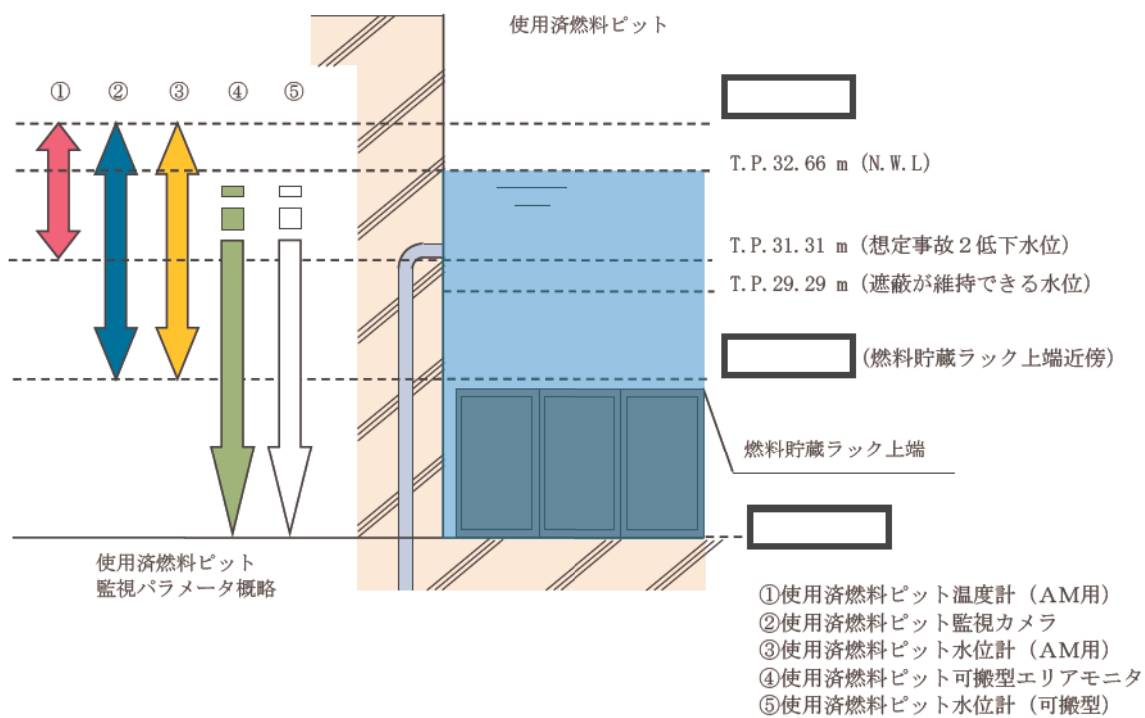 使用済燃料ピット
① ② ③ ④ ⑤
T.P.32.66 m (N.W.L)
T.P.31.31 m (想定事故2低下水位)
T.P.29.29 m (遮蔽が維持できる水位)
(燃料貯蔵ラック上端近傍)
燃料貯蔵ラック上端
使用済燃料ピット
監視パラメータ概略
①使用済燃料ピット温度計（AM用）
②使用済燃料ピット監視カメラ
③使用済燃料ピット水位計（AM用）
④使用済燃料ピット可搬型エリアモニタ
⑤使用済燃料ピット水位計（可搬型）